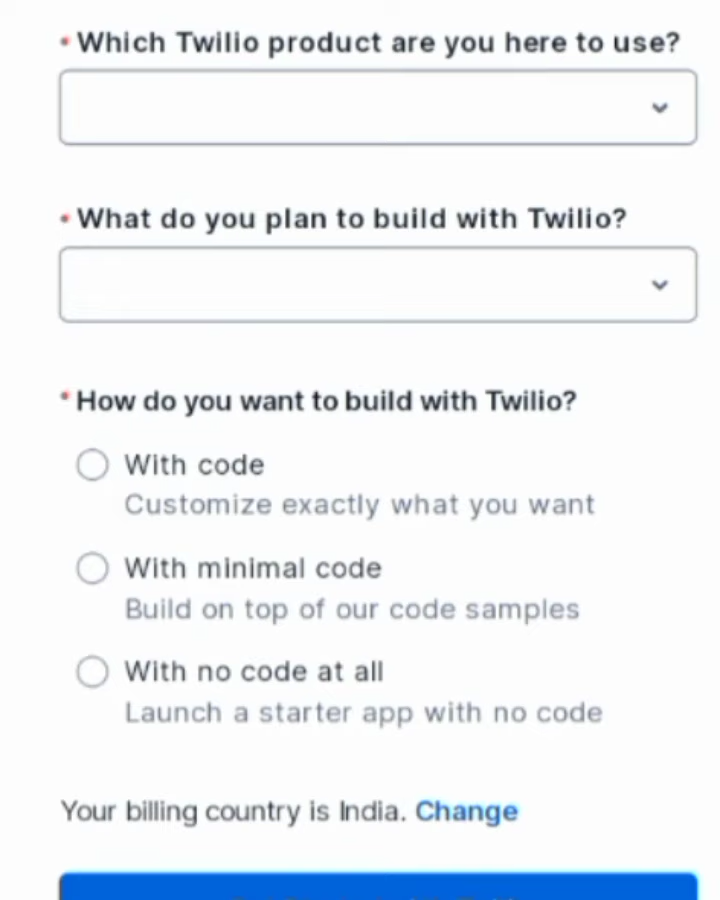 * Which Twilio product are you here to use?
* What do you plan to build with Twilio?
* How do you want to build with Twilio?
With code
Customize exactly what you want
With minimal code
Build on top of our code samples
With no code at all
Launch a starter app with no code
Your billing country is India. Change